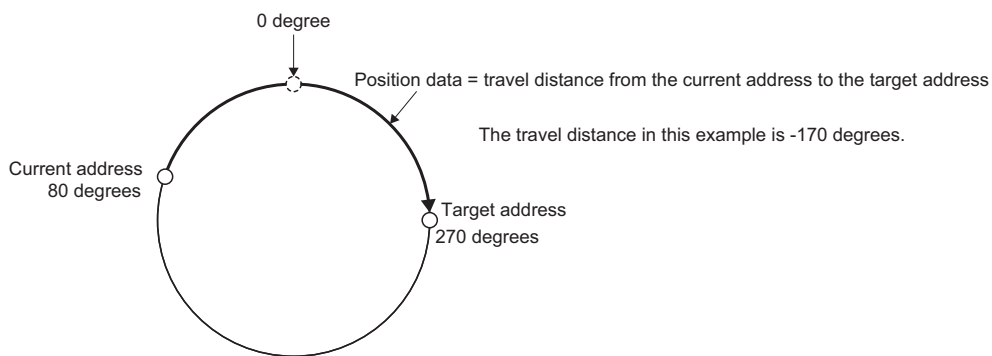 0 degree
Position data = travel distance from the current address to the target address
The travel distance in this example is -170 degrees.
Current address
80 degrees
Target address
270 degrees